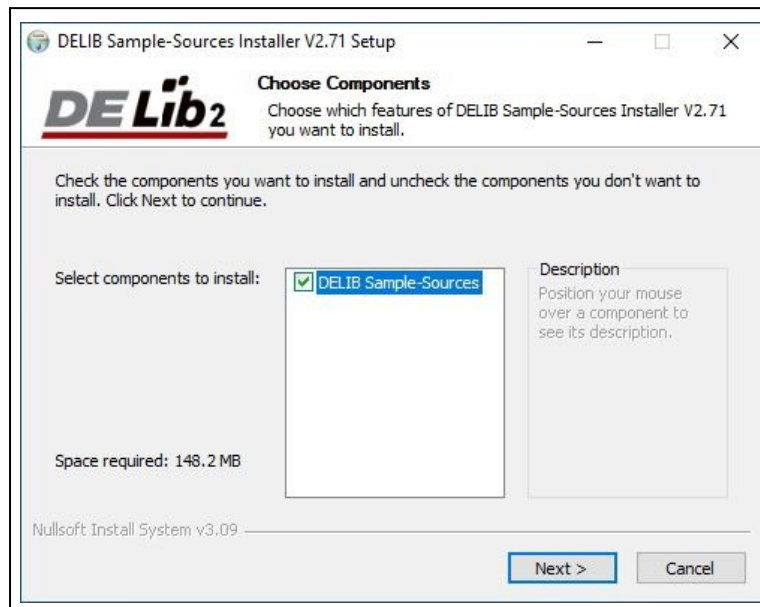 DELIB Sample-Sources Installer V2.71 Setup
DELib2
Choose Components
Choose which features of DELIB Sample-Sources Installer V2.71
you want to install.
Check the components you want to install and uncheck the components you don't want to
install. Click Next to continue.
Select components to install:
DELIB Sample-Sources
Description
Position your mouse
over a component to
see its description.
Space required: 148.2 MB
Nullsoft Install System v3.09
Next >
Cancel